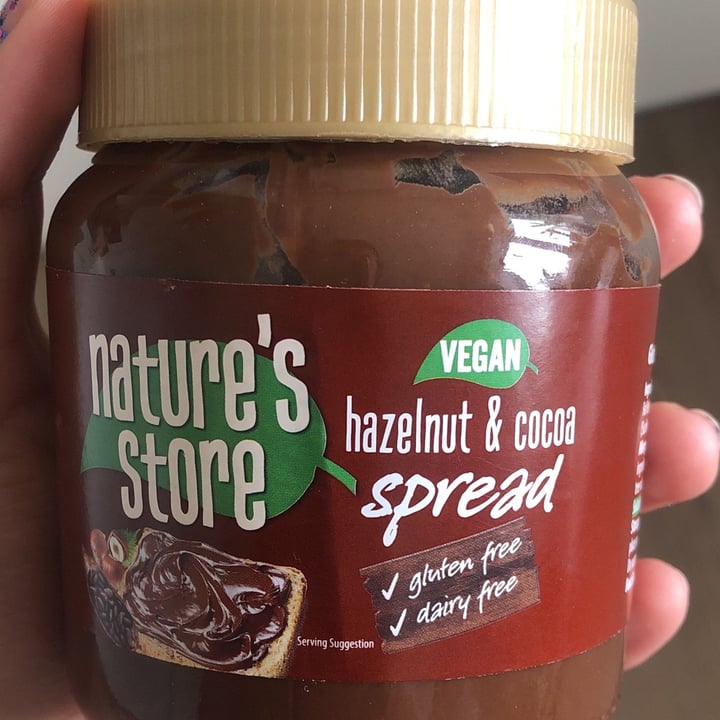 nature's
store
VEGAN
hazelnut & cocoa
spread
✓ gluten free
✓ dairy free
Serving Suggestion